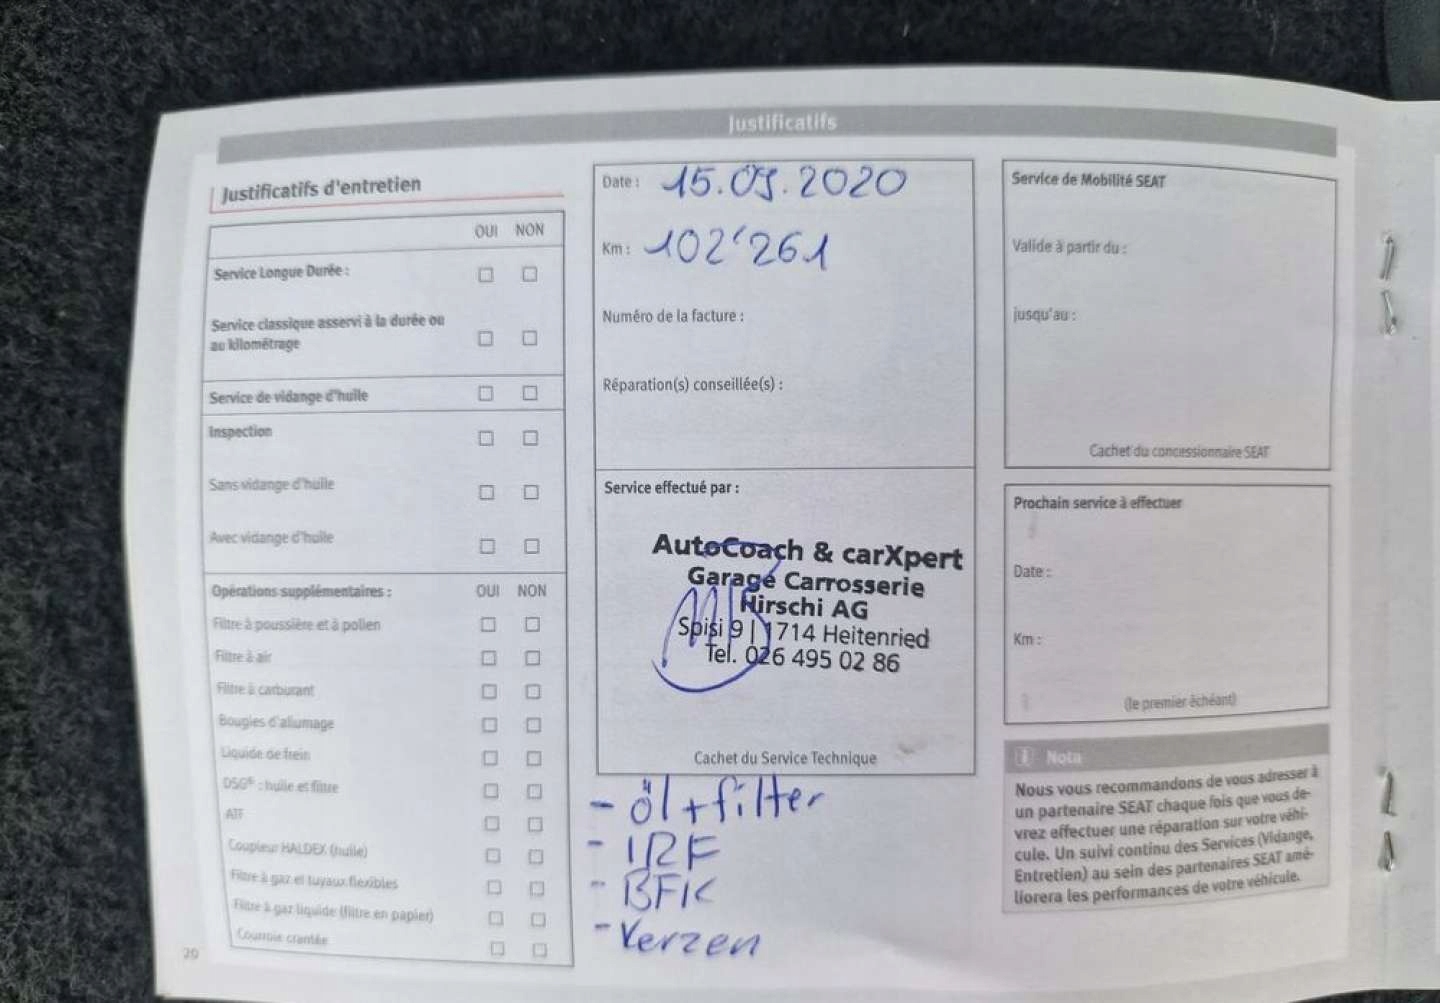 Justificatifs
Justificatifs d'entretien
OUI NON
Service Longue Durée :
Service classique asservi à la durée ou
au kilométrage
Service de vidange d'huile
Inspection
Sans vidange d'huile
Avec vidange d'huile
Opérations supplémentaires : OUI NON
Filtre à poussière et à pollen
Filtre à air
Filtre à carburant
Bougies d'allumage
Liquide de frein
DSG® : huile et filtre
ATF
Coupleur HALDEX (huile)
Filtre à gaz et tuyaux flexibles
Filtre à gaz liquide (filtre en papier)
Courroie crantée
20
Date : 15.09.2020
Km : 102'261
Numéro de la facture :
Réparation(s) conseillée(s) :
Service effectué par :
AutoCoach & carXpert
Garage Carrosserie
Hirschi AG
Spisi 9 | 1714 Heitenried
Tel. 026 495 02 86
Cachet du Service Technique
- öl + filter
- IRF
- BFK
- Kerzen
Service de Mobilité SEAT
Valide à partir du :
jusqu'au :
Cachet du concessionnaire SEAT
Prochain service à effectuer
Date :
Km :
(le premier échéant)
i Nota
Nous vous recommandons de vous adresser à
un partenaire SEAT chaque fois que vous de-
vrez effectuer une réparation sur votre véhi-
cule. Un suivi continu des Services (Vidange,
Entretien) au sein des partenaires SEAT amé-
liorera les performances de votre véhicule.